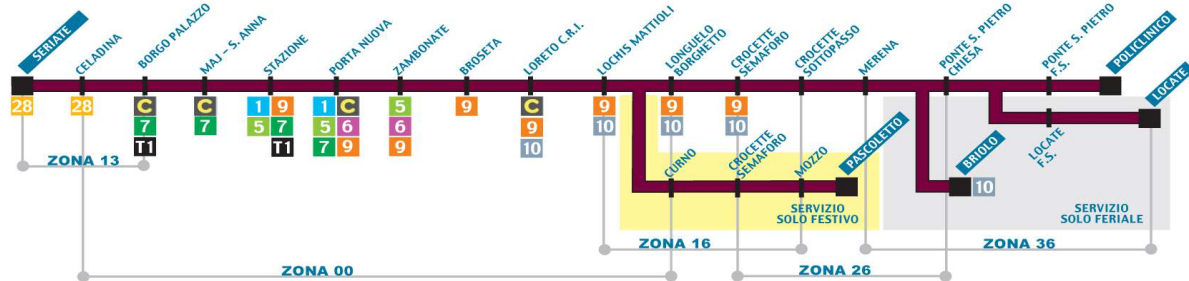 SERIATE
CELADINA
BORGO PALAZZO
MAJ – S. ANNA
STAZIONE
PORTA NUOVA
ZAMBONATE
BROSETA
LORETO C.R.I.
LOCHIS MATTIOLI
LONGUELO
BORGHETTO
CROCETTE
SEMAFORO
CROCETTE
SOTTOPASSO
MERENA
PONTE S. PIETRO
CHIESA
PONTE S. PIETRO
F.S.
POLICLINICO
LOCATE
28
28
C
7
T1
C
7
1 9
5 7
T1
1 C
5 6
7 9
5
6
9
9
C
9
10
9
10
9
10
9
10
LOCATE
F.S.
CURNO
CROCETTE
SEMAFORO
MOZZO
PASCOLETTO
BRIOLO
10
SERVIZIO
SOLO FESTIVO
SERVIZIO
SOLO FERIALE
ZONA 13
ZONA 16
ZONA 36
ZONA 00
ZONA 26